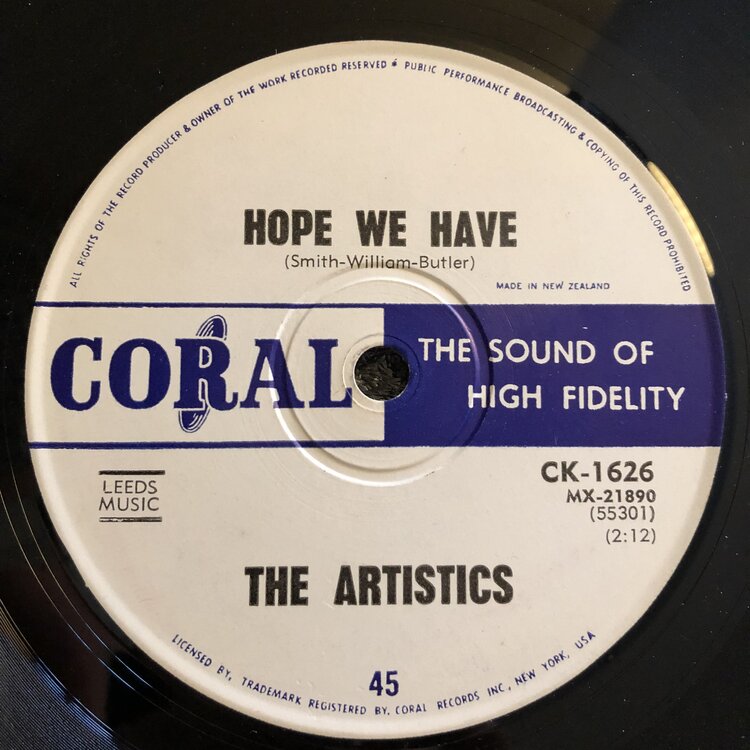 ALL RIGHTS OF THE RECORD PRODUCER & OWNER OF THE WORK RECORDED RESERVED • PUBLIC PERFORMANCE BROADCASTING & COPYING OF THIS RECORD PROHIBITED
HOPE WE HAVE
(Smith-William-Butler)
MADE IN NEW ZEALAND
CORAL
THE SOUND OF
HIGH FIDELITY
LEEDS
MUSIC
CK-1626
MX-21890
(55301)
(2:12)
THE ARTISTICS
45
LICENSED BY, TRADEMARK REGISTERED BY, CORAL RECORDS INC., NEW YORK, USA